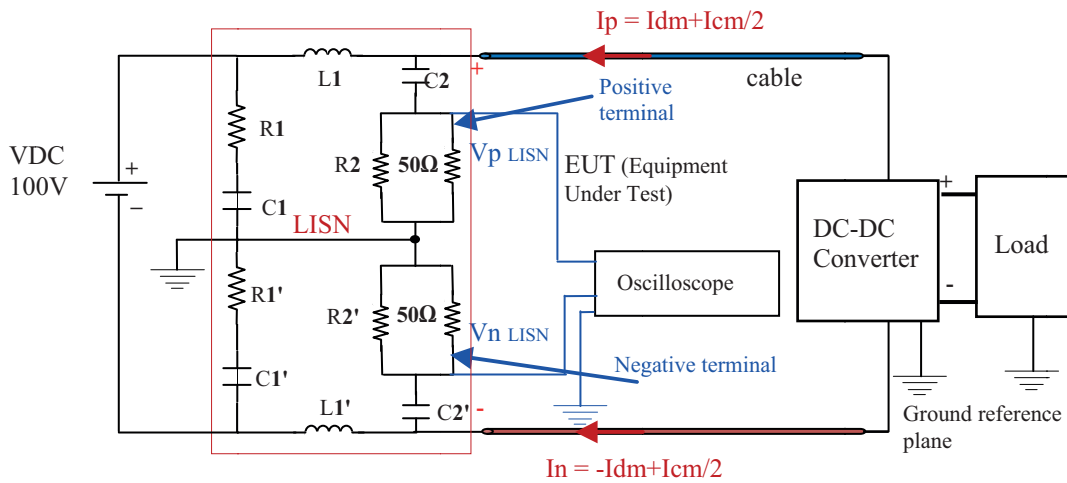 Ip = Idm+Icm/2
L1
C2
+
cable
Positive
terminal
R1
VDC
100V
+
−
R2
50Ω
Vp LISN
EUT (Equipment
Under Test)
C1
LISN
+
DC-DC
Converter
Load
-
R1'
R2'
50Ω
Oscilloscope
Vn LISN
Negative terminal
C1'
L1'
C2'
-
Ground reference
plane
In = -Idm+Icm/2